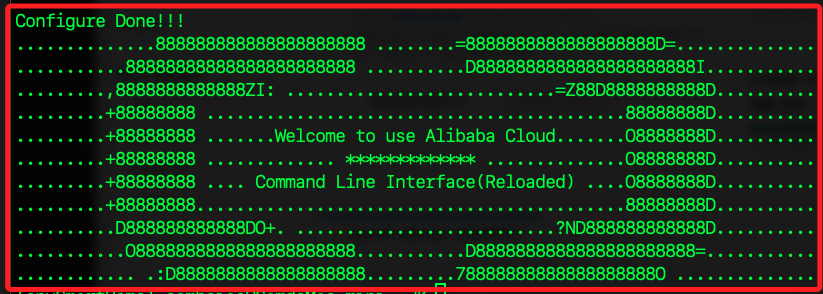 Configure Done!!!
..............888888888888888888888 ........=8888888888888888888D=..............
...........88888888888888888888888 ..........D8888888888888888888888I...........
.........,8888888888888ZI: ...........................=Z88D8888888888D..........
.........+88888888 ..........................................88888888D..........
.........+88888888 .......Welcome to use Alibaba Cloud.......O8888888D..........
.........+88888888 ............. ************* ..............O8888888D..........
.........+88888888 .... Command Line Interface(Reloaded) ....O8888888D..........
.........+88888888...........................................88888888D..........
..........D888888888888DO+. ..........................?ND888888888888D..........
...........O8888888888888888888888...........D8888888888888888888888=...........
............ .:D8888888888888888888.........78888888888888888888O ..............